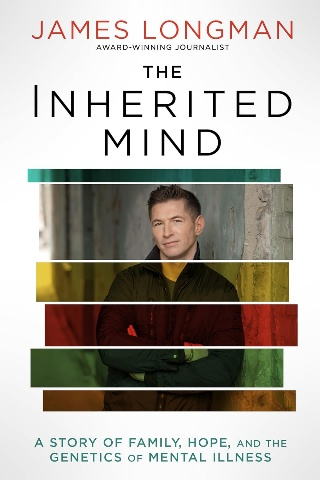 JAMES LONGMAN
AWARD-WINNING JOURNALIST
THE
INHERITED
MIND
A STORY OF FAMILY, HOPE, AND THE
GENETICS OF MENTAL ILLNESS